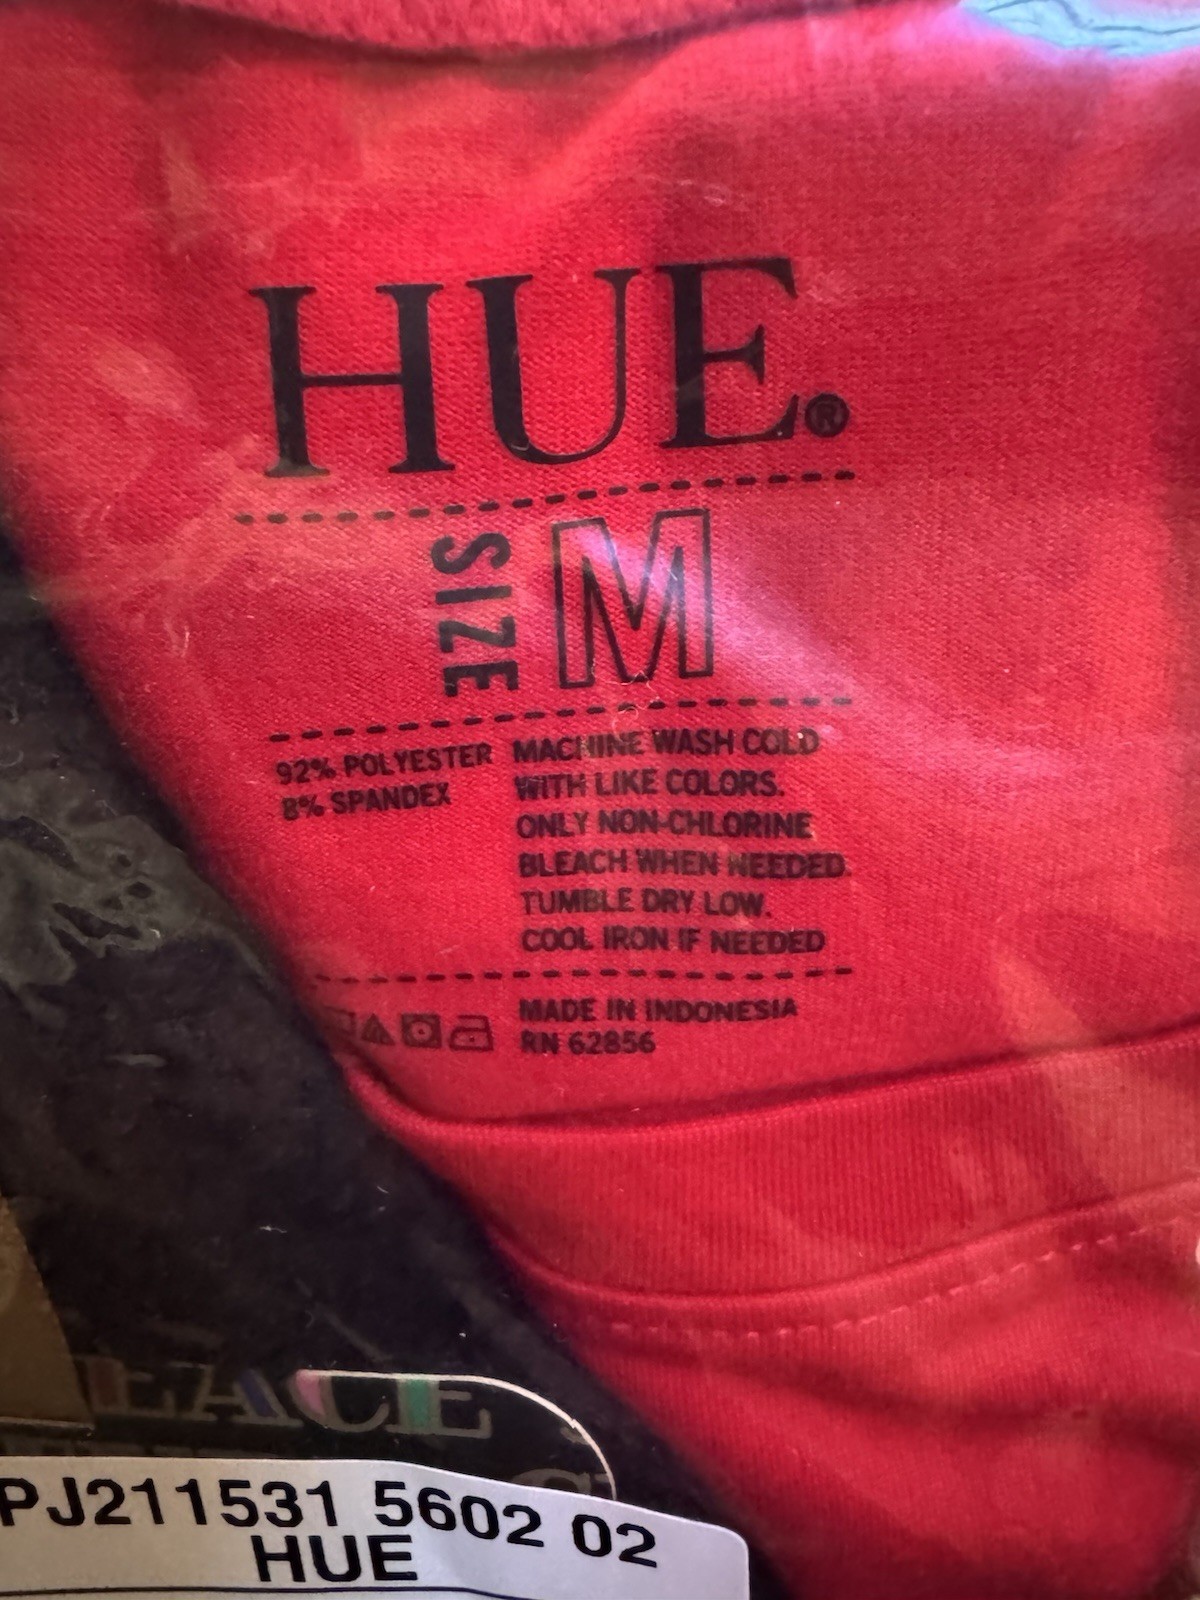 HUE.®
SIZE M
92% POLYESTER
8% SPANDEX
MACHINE WASH COLD
WITH LIKE COLORS.
ONLY NON-CHLORINE
BLEACH WHEN NEEDED.
TUMBLE DRY LOW.
COOL IRON IF NEEDED
MADE IN INDONESIA
RN 62856
PJ211531 5602 02
HUE